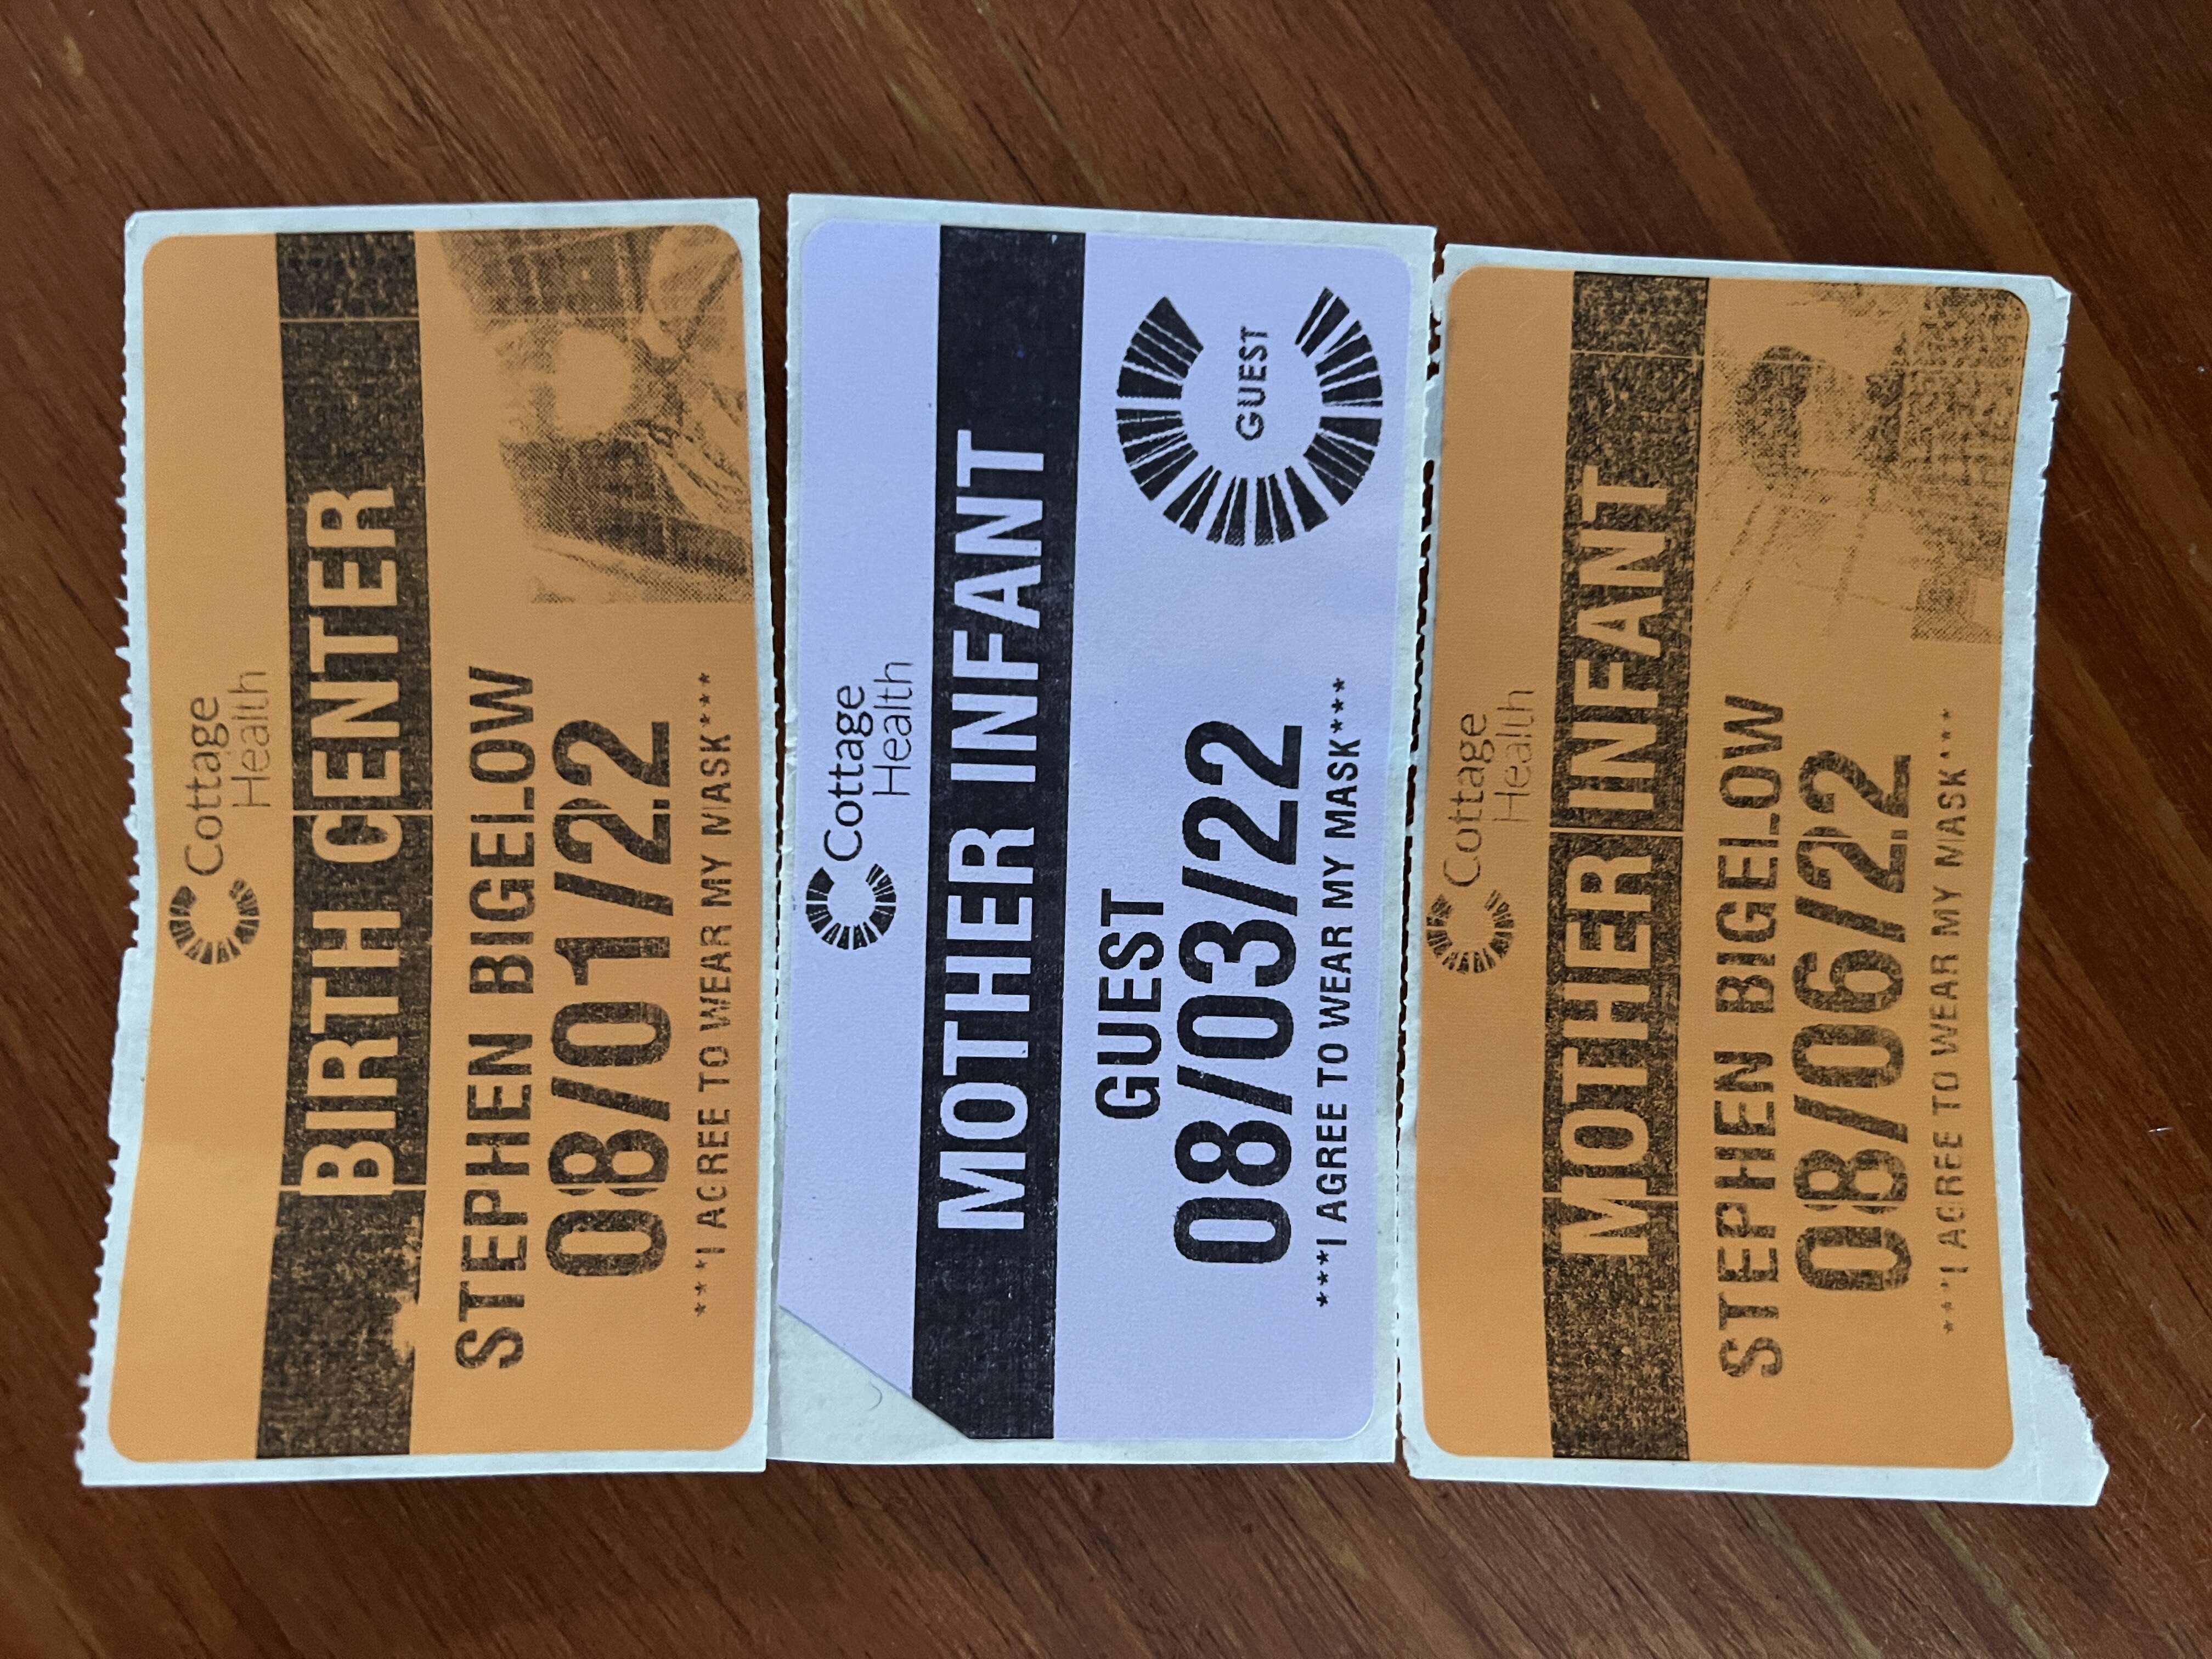 Cottage
Health
BIRTH CENTER
STEPHEN BIGELOW
08/01/22
***I AGREE TO WEAR MY MASK***
Cottage
Health
MOTHER INFANT
GUEST
GUEST
08/03/22
***I AGREE TO WEAR MY MASK***
Cottage
Health
MOTHER INFANT
STEPHEN BIGELOW
08/06/22
***I AGREE TO WEAR MY MASK***